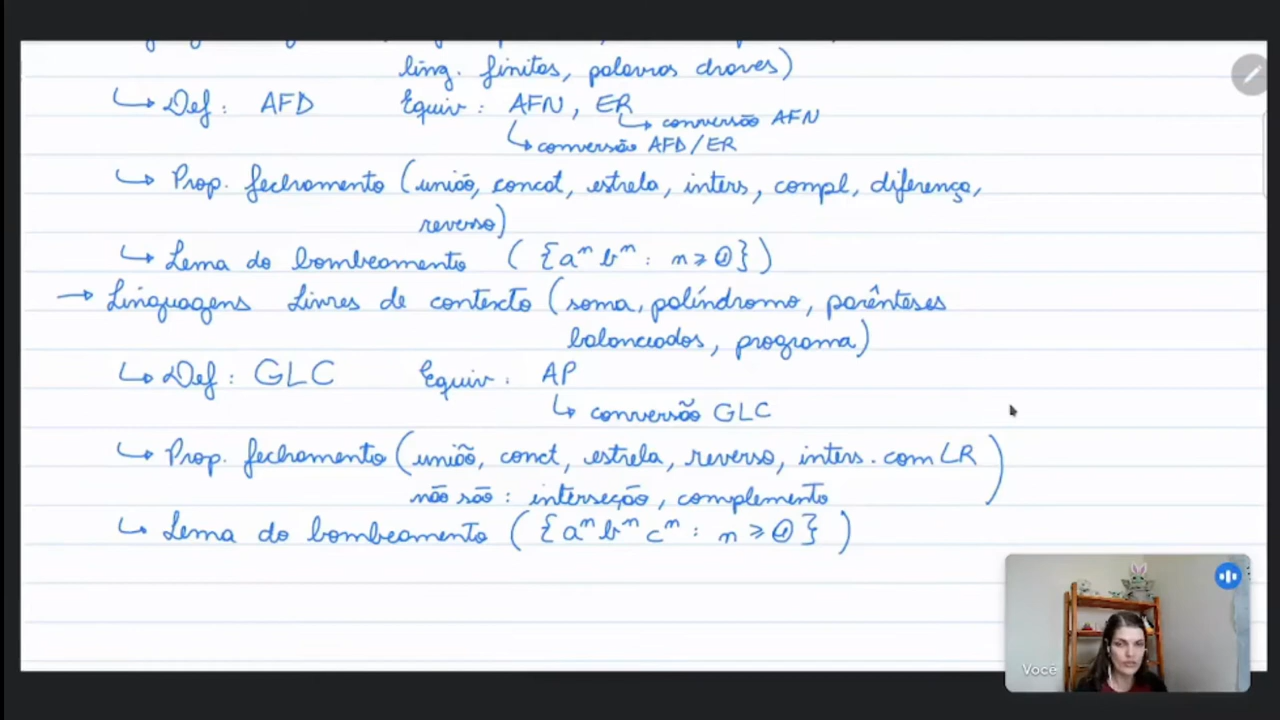 ling. finitas, palavras chaves)
↳ Def: AFD Equiv: AFN, ER
↳ conversão AFN
↳ conversão AFD/ER
↳ Prop. fechamento (união, concat, estrela, inters, compl, diferença,
reverso)
↳ Lema do bombeamento ({aⁿbⁿ : n ≥ 0})
→ Linguagens Livres de contexto (soma, palíndromo, parênteses
balanceados, programa)
↳ Def: GLC Equiv: AP
↳ conversão GLC
↳ Prop. fechamento (união, conct, estrela, reverso, inters. com LR)
não são: interseção, complemento
↳ Lema do bombeamento ({aⁿbⁿcⁿ : n ≥ 0})
Você